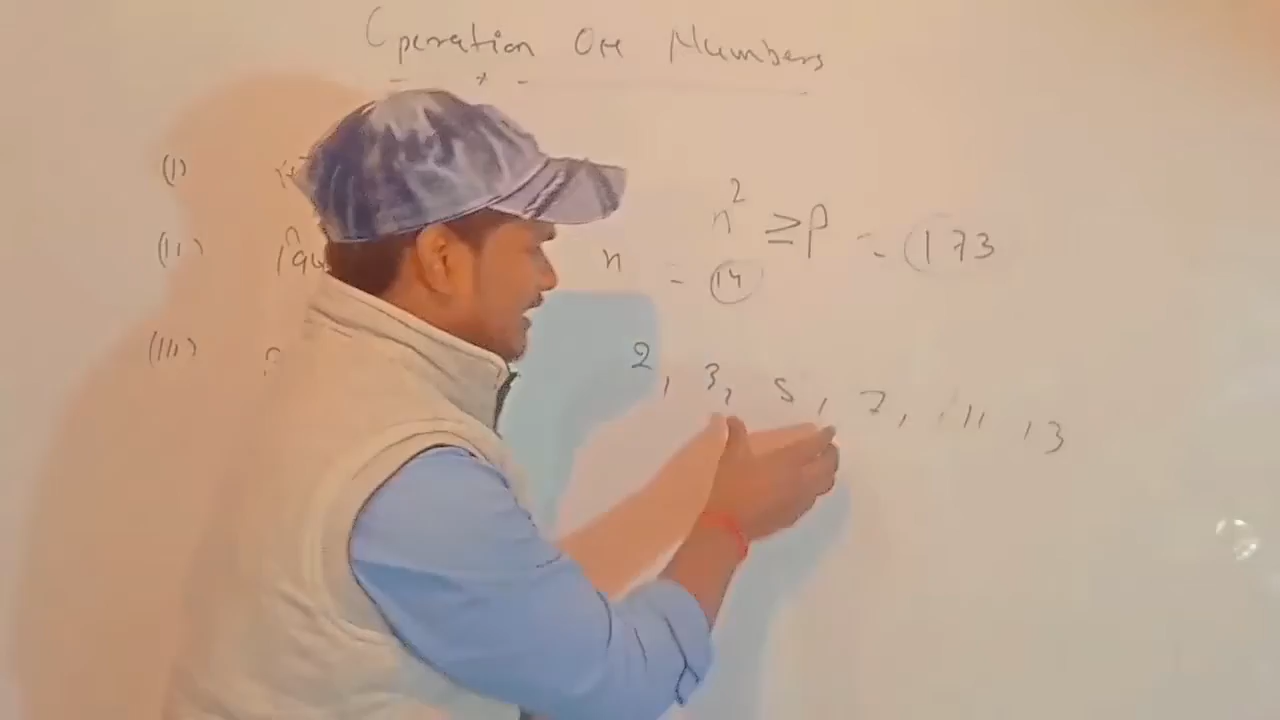 Operation On Numbers
(I)
(II) n² ≥ p = 173
n = 14
(III)
2, 3, 5, 7, 11, 13